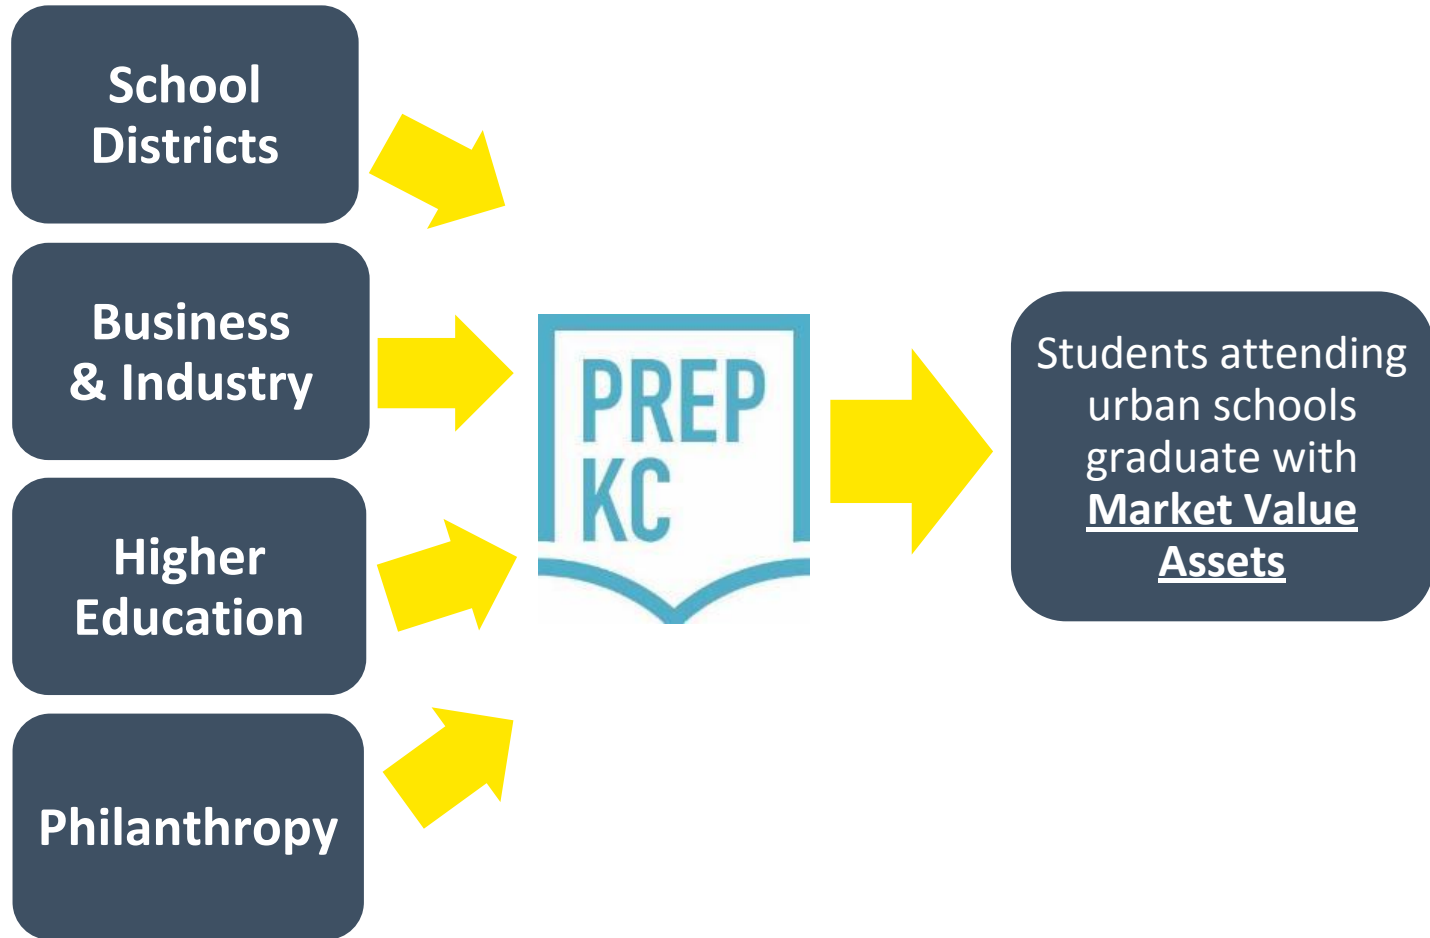 School
Districts
Business
& Industry
Higher
Education
Philanthropy
PREP
KC
Students attending
urban schools
graduate with
Market Value
Assets